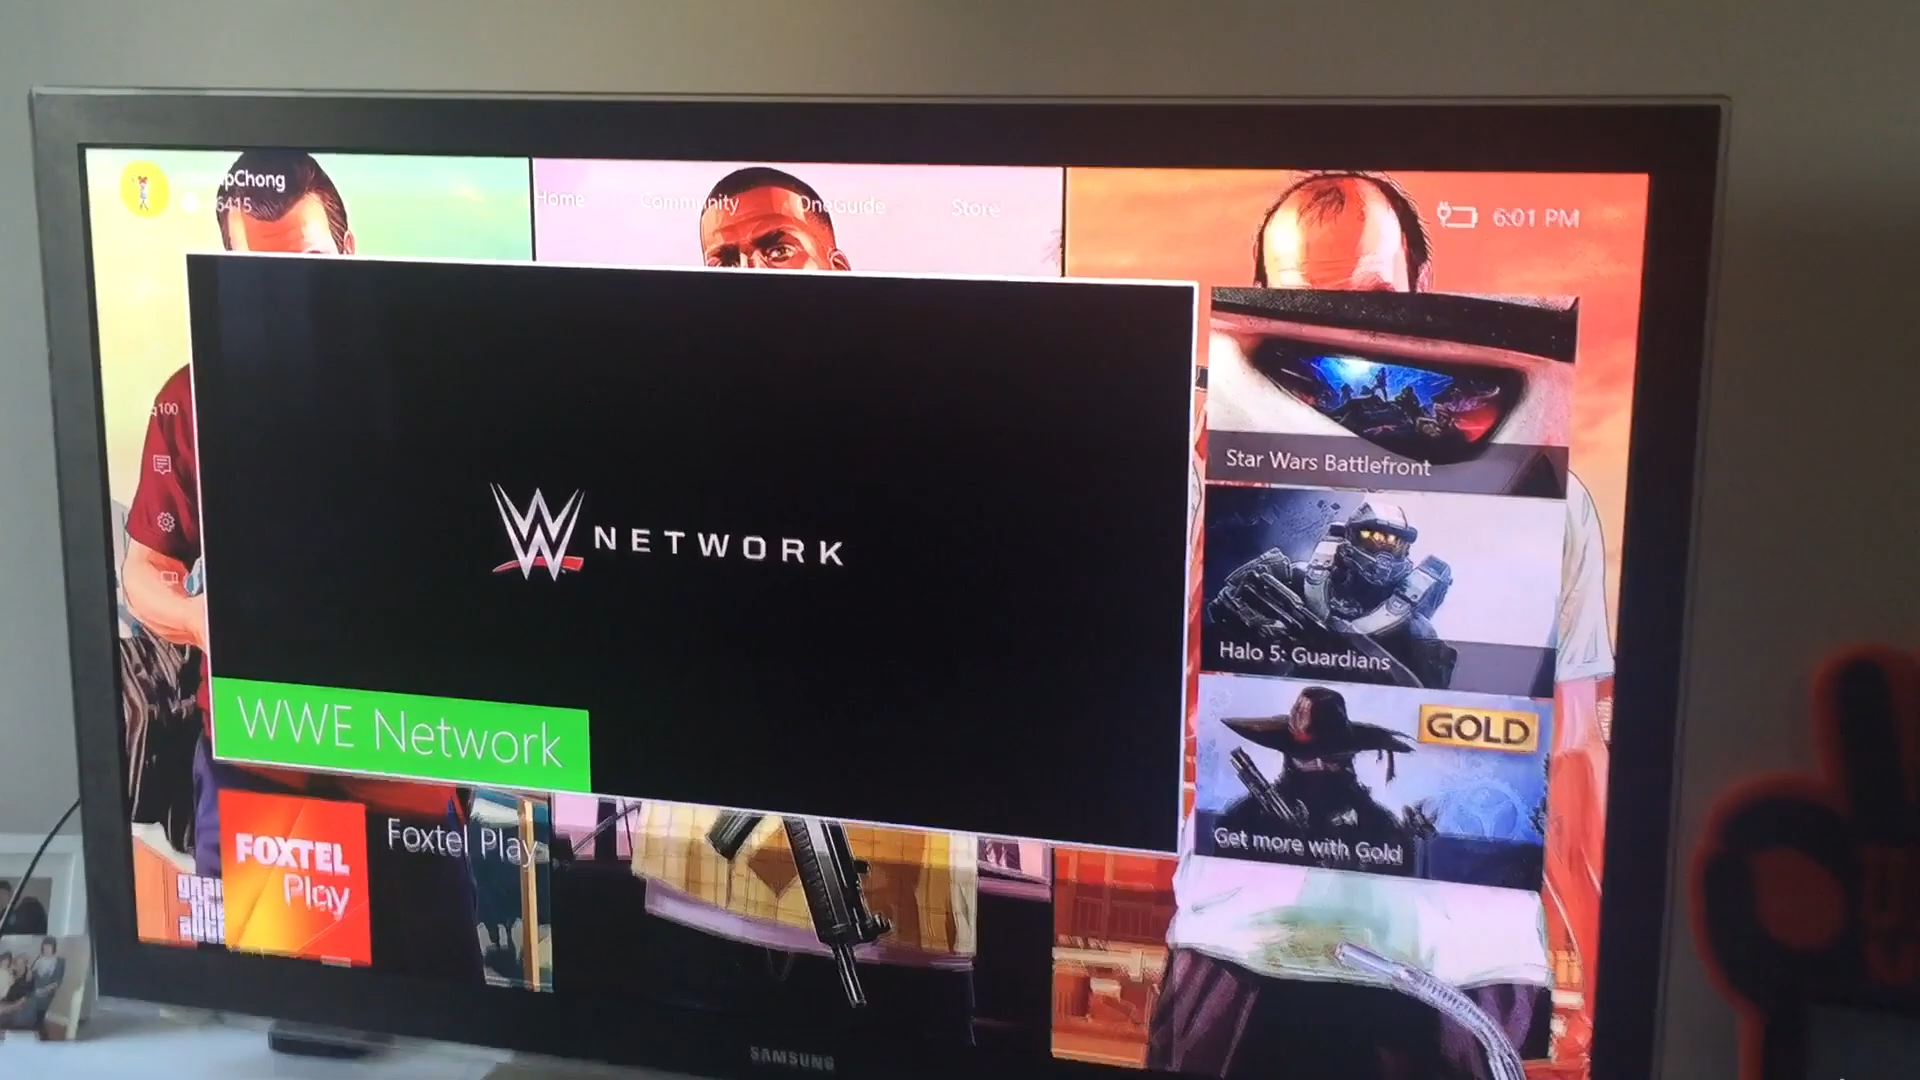 pChong
6415
Home Community OneGuide Store
6:01 PM
100
Star Wars Battlefront
NETWORK
Halo 5: Guardians
WWE Network
GOLD
Get more with Gold
FOXTEL
Play
Foxtel Play
SAMSUNG